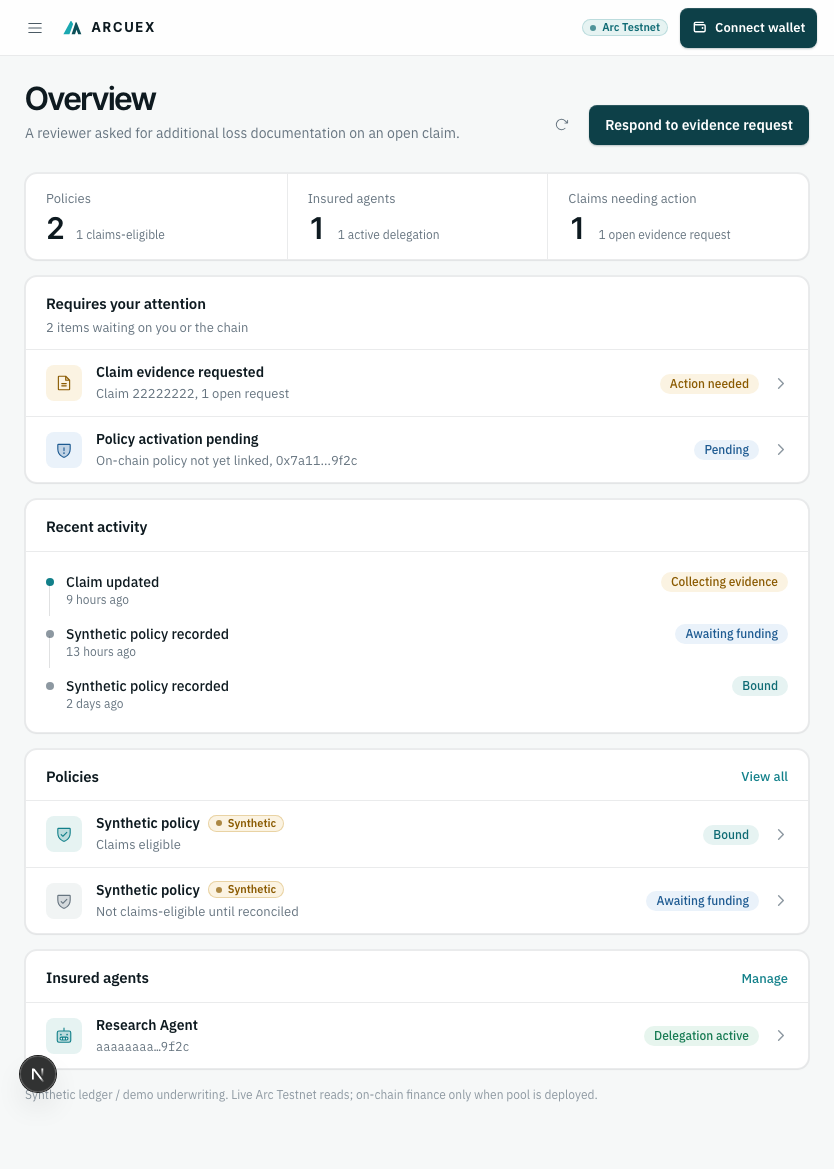 ARCUEX
Arc Testnet
Connect wallet
Overview
A reviewer asked for additional loss documentation on an open claim.
Respond to evidence request
Policies
2 1 claims-eligible
Insured agents
1 1 active delegation
Claims needing action
1 1 open evidence request
Requires your attention
2 items waiting on you or the chain
Claim evidence requested
Claim 22222222, 1 open request
Action needed
Policy activation pending
On-chain policy not yet linked, 0x7a11...9f2c
Pending
Recent activity
Claim updated
9 hours ago
Collecting evidence
Synthetic policy recorded
13 hours ago
Awaiting funding
Synthetic policy recorded
2 days ago
Bound
Policies
View all
Synthetic policy Synthetic
Claims eligible
Bound
Synthetic policy Synthetic
Not claims-eligible until reconciled
Awaiting funding
Insured agents
Manage
Research Agent
aaaaaaaa…9f2c
Delegation active
N
Synthetic ledger / demo underwriting. Live Arc Testnet reads; on-chain finance only when pool is deployed.